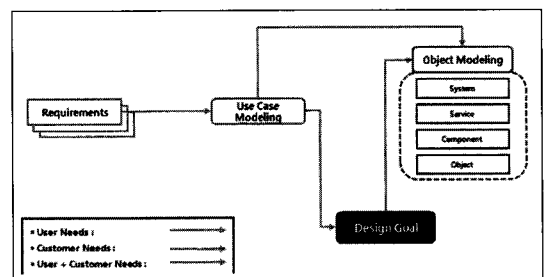 Object Modeling
System
Service
Component
Object
Requirements
Use Case
Modeling
Design Goal
• User Needs :
• Customer Needs :
• User + Customer Needs :